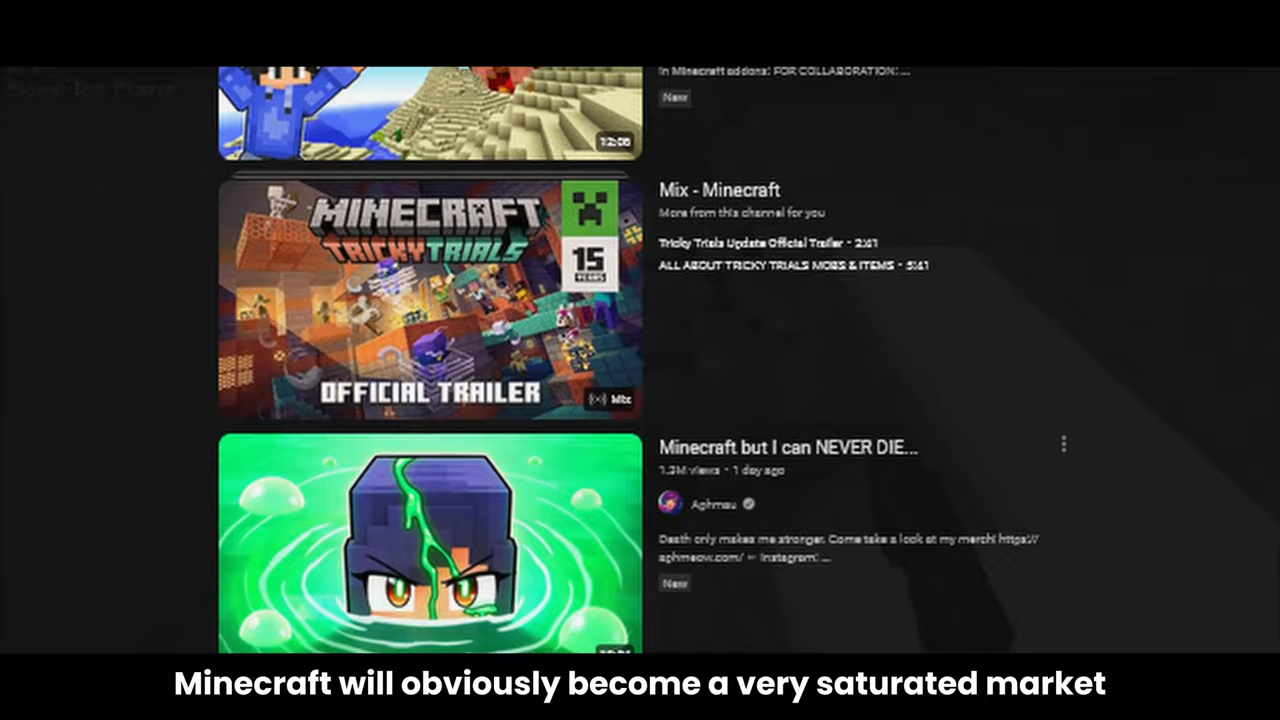 In Minecraft addons: FOR COLLABORATION: ...
New
12:06
MINECRAFT
TRICKY TRIALS
15
YEARS
OFFICIAL TRAILER
Mix
Mix - Minecraft
More from this channel for you
Tricky Trials Update Official Trailer - 2:41
ALL ABOUT TRICKY TRIALS MOBS & ITEMS - 5:41
Minecraft but I can NEVER DIE...
1.3M views • 1 day ago
Aphmau
Death only makes me stronger. Come take a look at my merch! https://
aphmeow.com/ Instagram: ...
New
Minecraft will obviously become a very saturated market